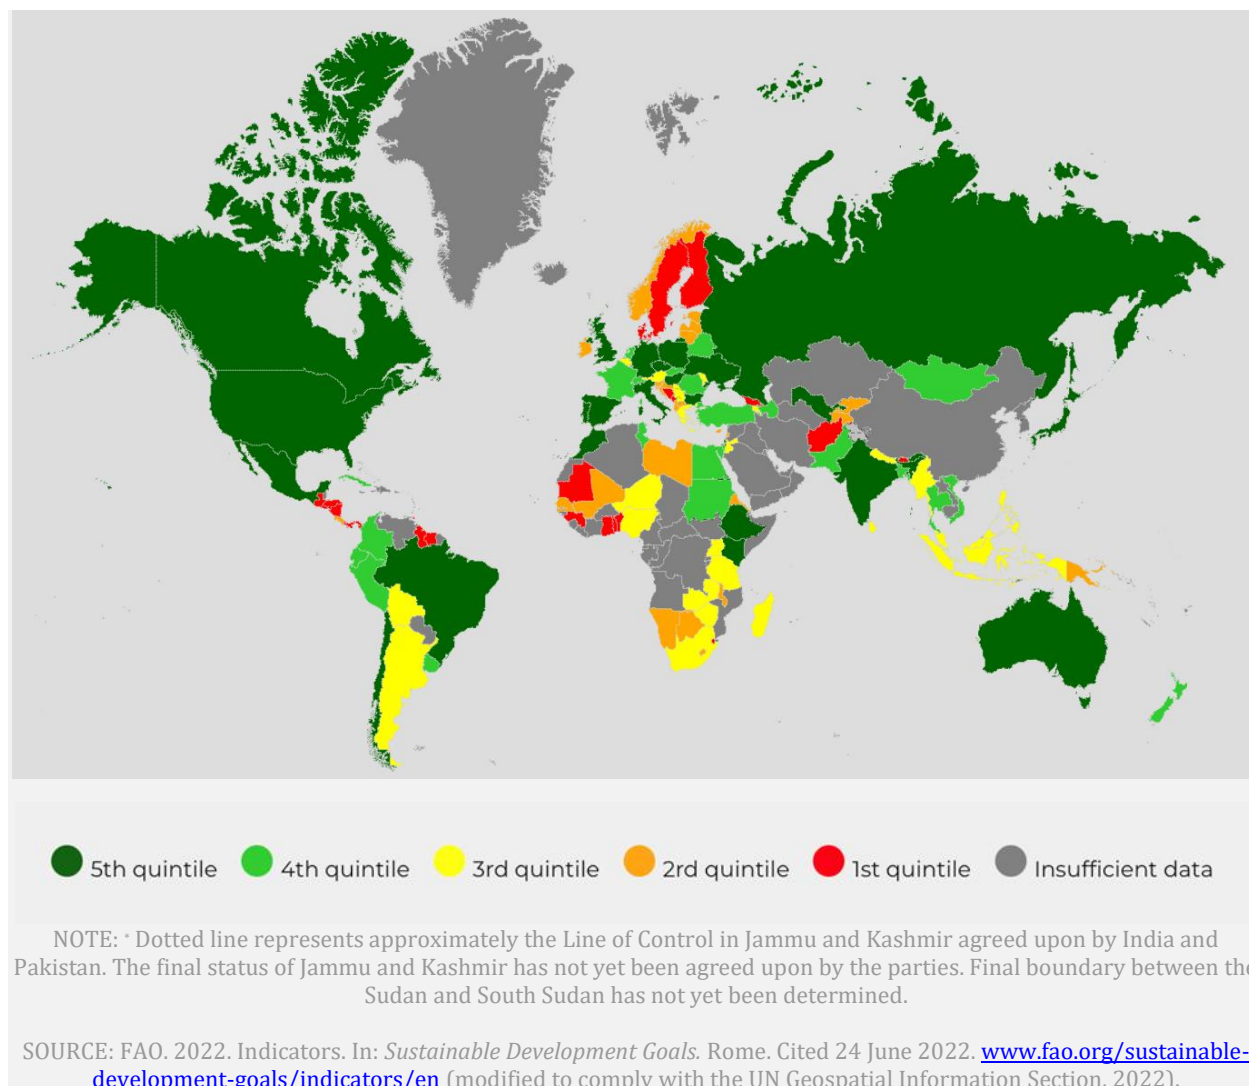 5th quintile 4th quintile 3rd quintile 2rd quintile 1st quintile Insufficient data
NOTE: * Dotted line represents approximately the Line of Control in Jammu and Kashmir agreed upon by India and
Pakistan. The final status of Jammu and Kashmir has not yet been agreed upon by the parties. Final boundary between the
Sudan and South Sudan has not yet been determined.
SOURCE: FAO. 2022. Indicators. In: Sustainable Development Goals. Rome. Cited 24 June 2022. www.fao.org/sustainable-
development-goals/indicators/en (modified to comply with the UN Geospatial Information Section, 2022)